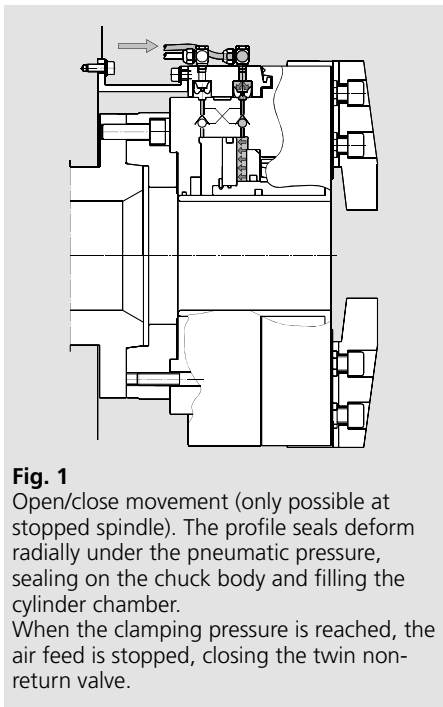 Fig. 1
Open/close movement (only possible at
stopped spindle). The profile seals deform
radially under the pneumatic pressure,
sealing on the chuck body and filling the
cylinder chamber.
When the clamping pressure is reached, the
air feed is stopped, closing the twin non-
return valve.